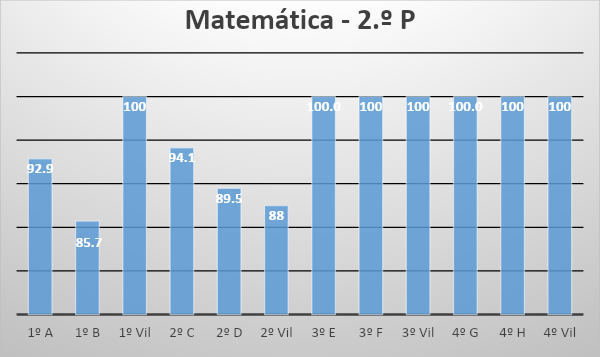 Matemática - 2.º P
92.9 85.7 100 94.1 89.5 88 100.0 100 100 100.0 100 100
1º A 1º B 1º Vil 2º C 2º D 2º Vil 3º E 3º F 3º Vil 4º G 4º H 4º Vil